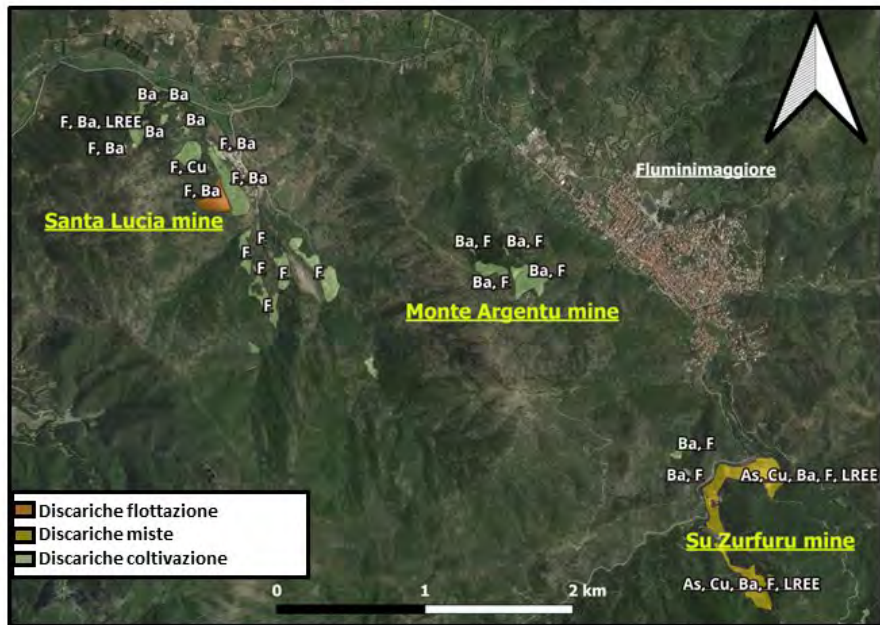 Ba Ba
F, Ba, LREE
Ba
Ba
F, Ba
F, Ba
F, Cu
F, Ba
F, Ba
Santa Lucia mine
Fluminimaggiore
F
F
F
F
F
F
Ba, F Ba, F
Ba, F
Ba, F
Monte Argentu mine
Ba, F
Ba, F
As, Cu, Ba, F, LREE
Su Zurfuru mine
As, Cu, Ba, F, LREE
Discariche flottazione
Discariche miste
Discariche coltivazione
0 1 2 km